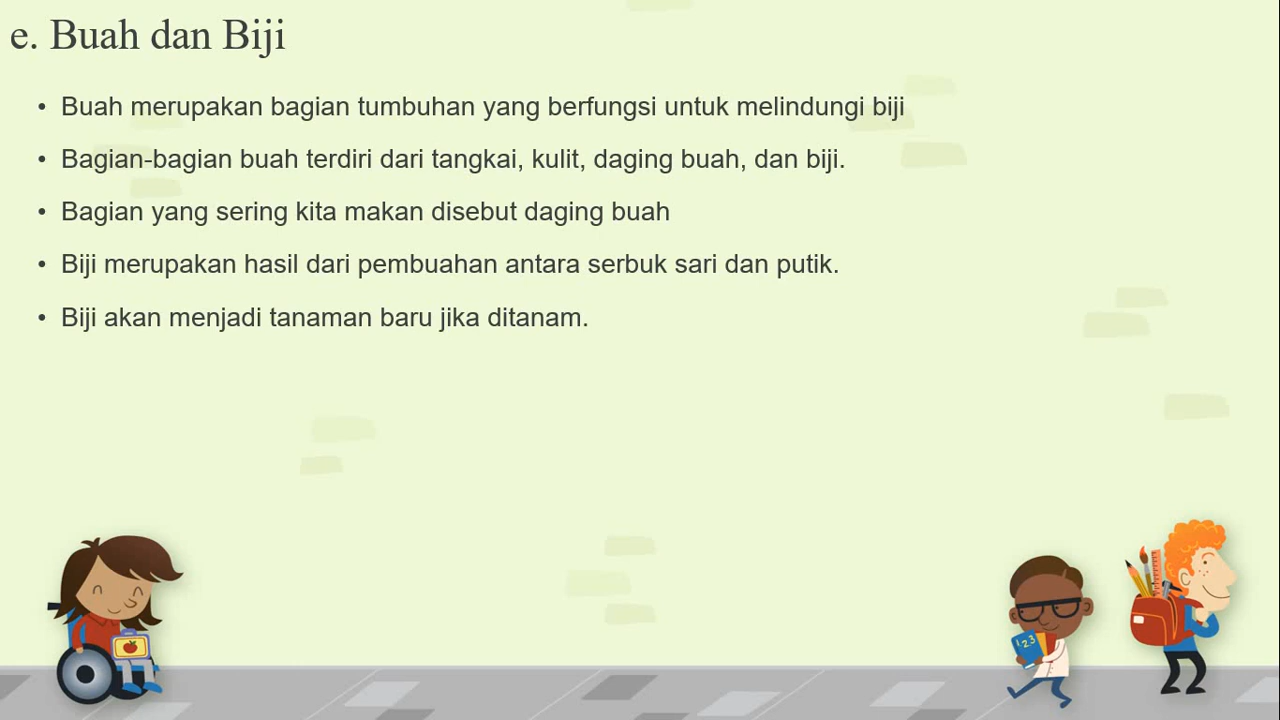 e. Buah dan Biji
• Buah merupakan bagian tumbuhan yang berfungsi untuk melindungi biji
• Bagian-bagian buah terdiri dari tangkai, kulit, daging buah, dan biji.
• Bagian yang sering kita makan disebut daging buah
• Biji merupakan hasil dari pembuahan antara serbuk sari dan putik.
• Biji akan menjadi tanaman baru jika ditanam.
123